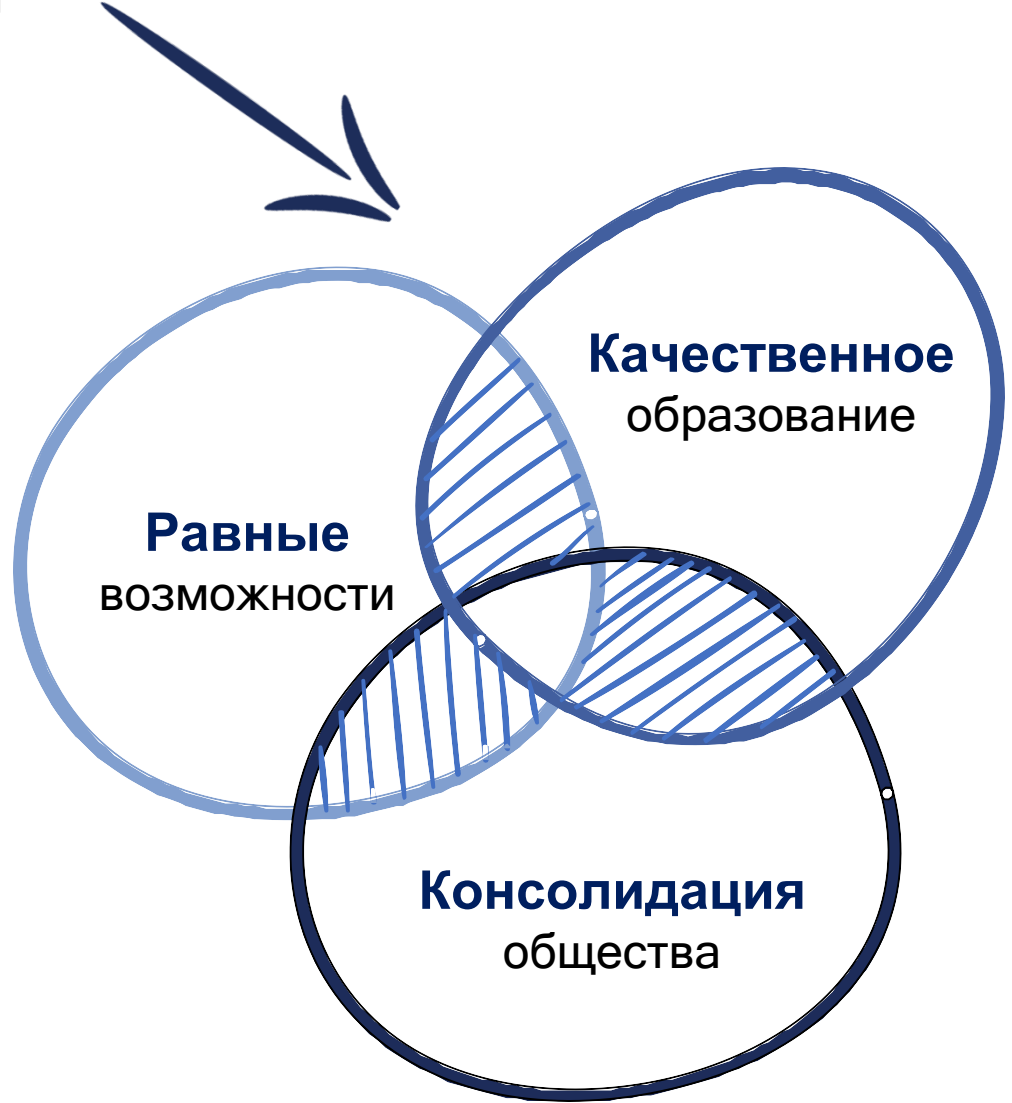 Качественное
образование
Равные
возможности
Консолидация
общества